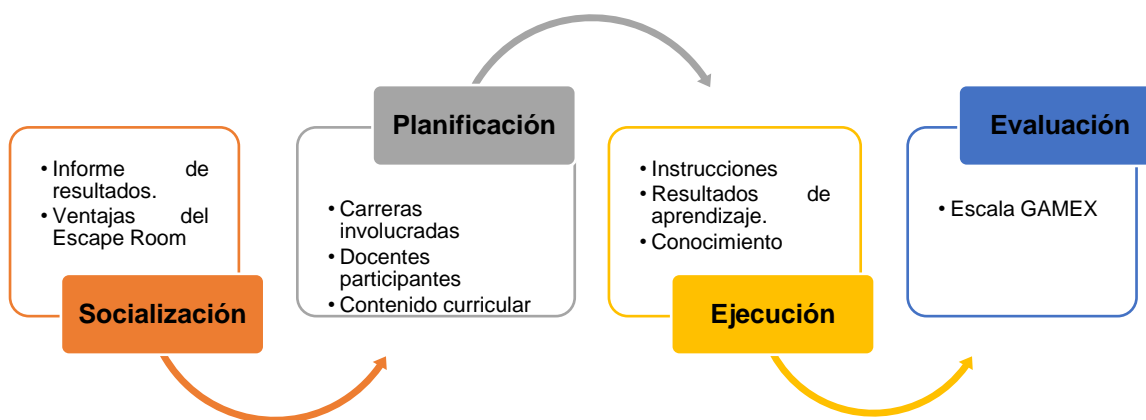 • Informe de
resultados.
• Ventajas del
Escape Room
Socialización
Planificación
• Carreras
involucradas
• Docentes
participantes
• Contenido curricular
• Instrucciones
• Resultados de
aprendizaje.
• Conocimiento
Ejecución
Evaluación
• Escala GAMEX